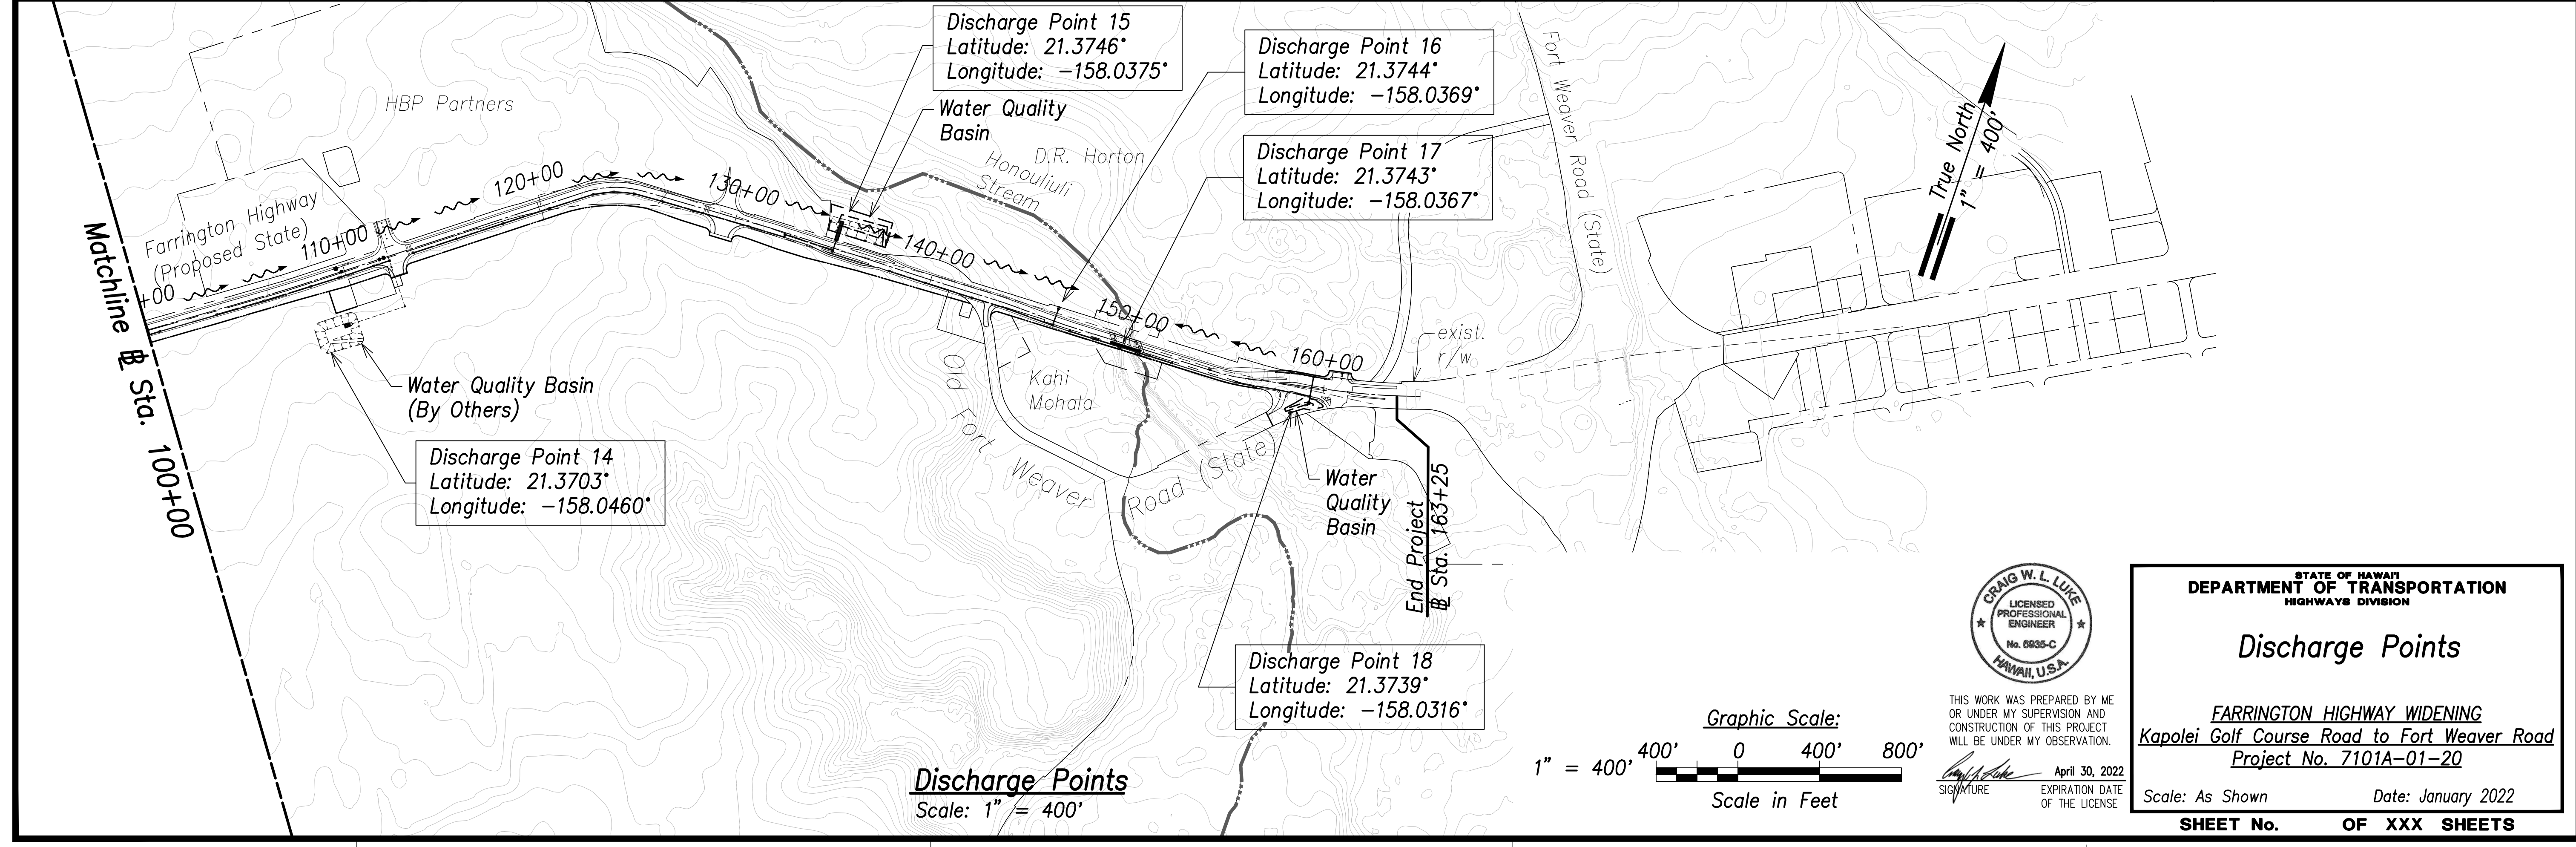 Discharge Point 15
Latitude: 21.3746°
Longitude: -158.0375°
Water Quality
Basin
Discharge Point 16
Latitude: 21.3744°
Longitude: -158.0369°
Discharge Point 17
Latitude: 21.3743°
Longitude: -158.0367°
HBP Partners
D.R. Horton
Honouliuli
Stream
Fort Weaver Road (State)
True North
1" = 400'
Farrington Highway
(Proposed State)
+00
110+00
120+00
130+00
140+00
150+00
160+00
Matchline ℄ Sta. 100+00
Water Quality Basin
(By Others)
Discharge Point 14
Latitude: 21.3703°
Longitude: -158.0460°
Kahi
Mohala
Old Fort Weaver Road (State)
exist.
r/w
Water
Quality
Basin
End Project
℄ Sta. 163+25
Discharge Point 18
Latitude: 21.3739°
Longitude: -158.0316°
Discharge Points
Scale: 1" = 400'
Graphic Scale:
1" = 400'
400' 0 400' 800'
Scale in Feet
CRAIG W. L. LUKE
LICENSED
PROFESSIONAL
ENGINEER
No. 6935-C
HAWAII, U.S.A.
THIS WORK WAS PREPARED BY ME
OR UNDER MY SUPERVISION AND
CONSTRUCTION OF THIS PROJECT
WILL BE UNDER MY OBSERVATION.
April 30, 2022
SIGNATURE
EXPIRATION DATE
OF THE LICENSE
STATE OF HAWAI'I
DEPARTMENT OF TRANSPORTATION
HIGHWAYS DIVISION
Discharge Points
FARRINGTON HIGHWAY WIDENING
Kapolei Golf Course Road to Fort Weaver Road
Project No. 7101A-01-20
Scale: As Shown Date: January 2022
SHEET No. OF XXX SHEETS